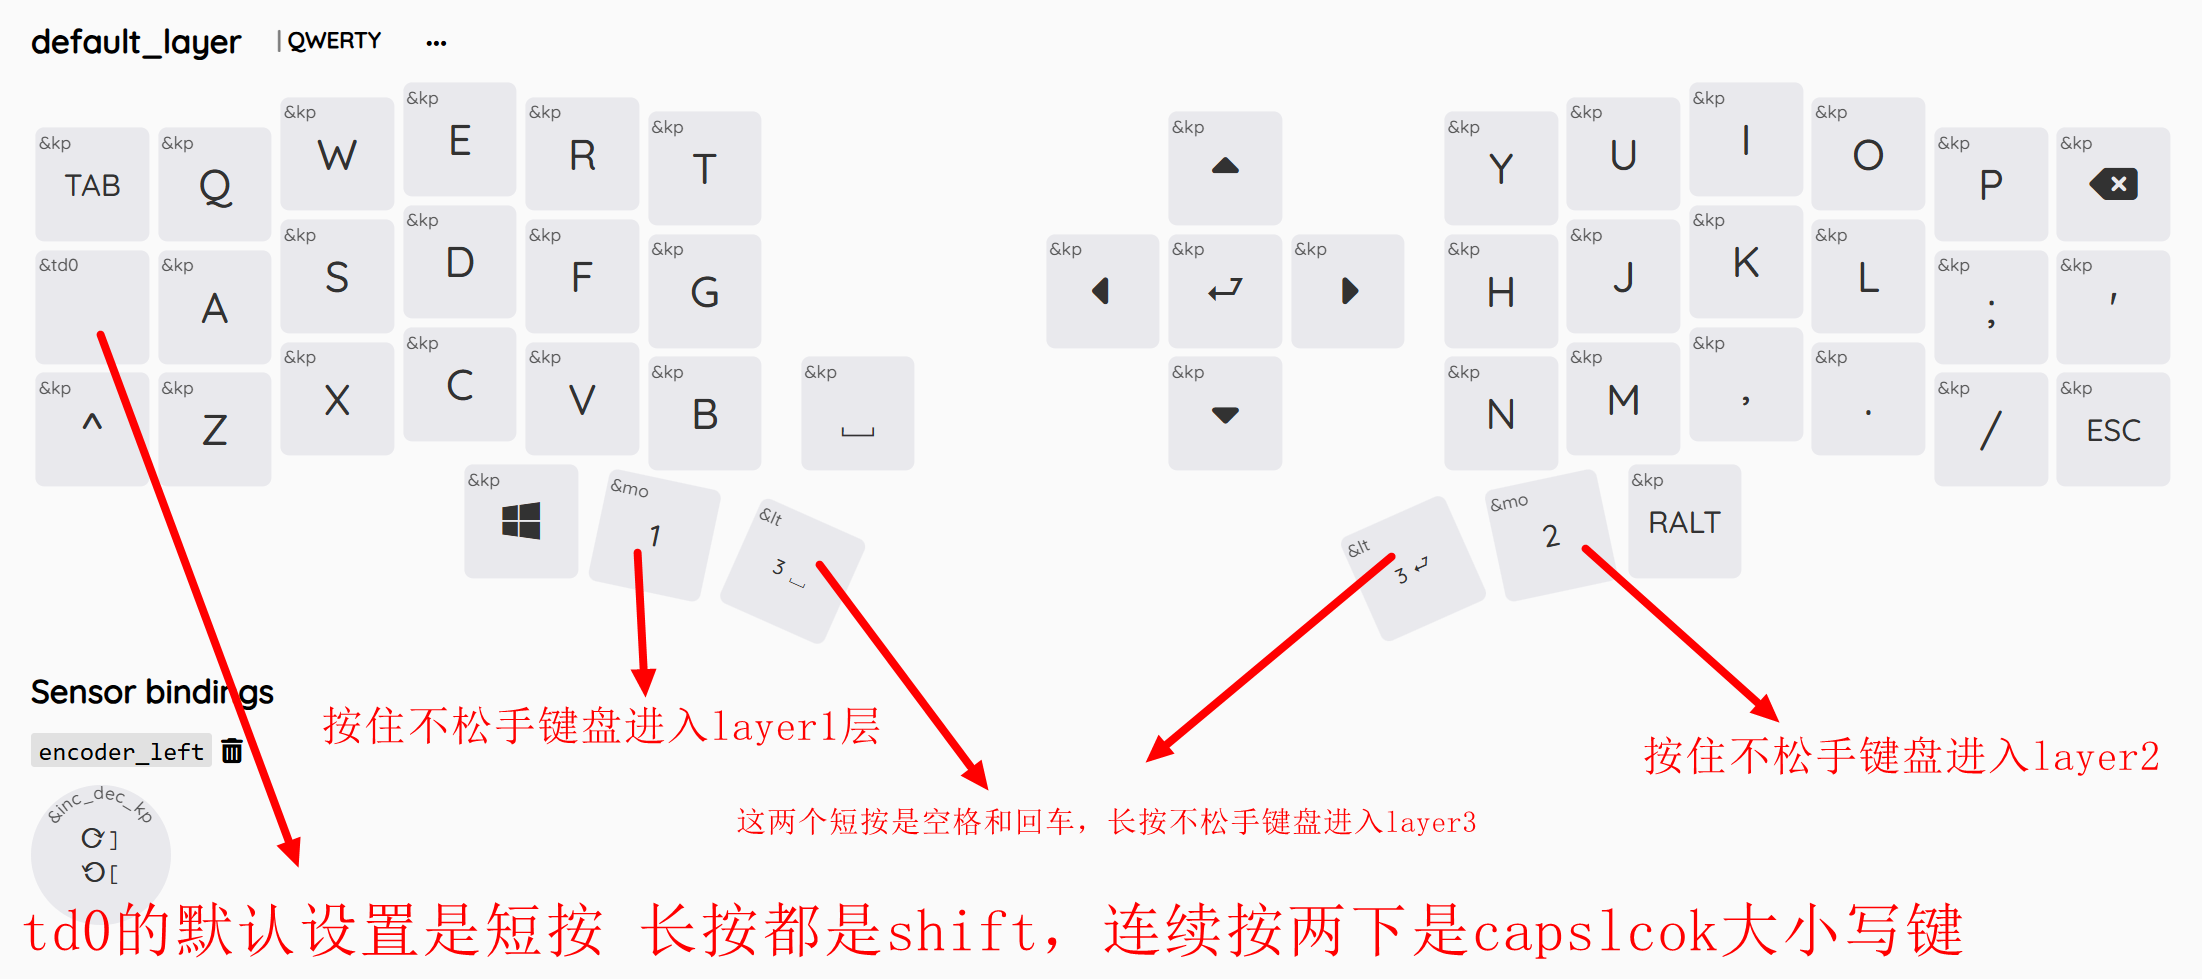 default_layer | QWERTY ...
&kp TAB &kp Q &kp W &kp E &kp R &kp T &kp &kp Y &kp U &kp I &kp O &kp P &kp
&td0 &kp A &kp S &kp D &kp F &kp G &kp &kp &kp &kp H &kp J &kp K &kp L &kp ; &kp '
&kp ^ &kp Z &kp X &kp C &kp V &kp B &kp &kp &kp N &kp M &kp , &kp . &kp / &kp ESC
&kp &mo 1 &lt 3 &lt 3 &mo 2 &kp RALT
Sensor bindings
encoder_left
&inc_dec_kp
]
[
按住不松手键盘进入layer1层
按住不松手键盘进入layer2
这两个短按是空格和回车，长按不松手键盘进入layer3
td0的默认设置是短按 长按都是shift，连续按两下是capslcok大小写键